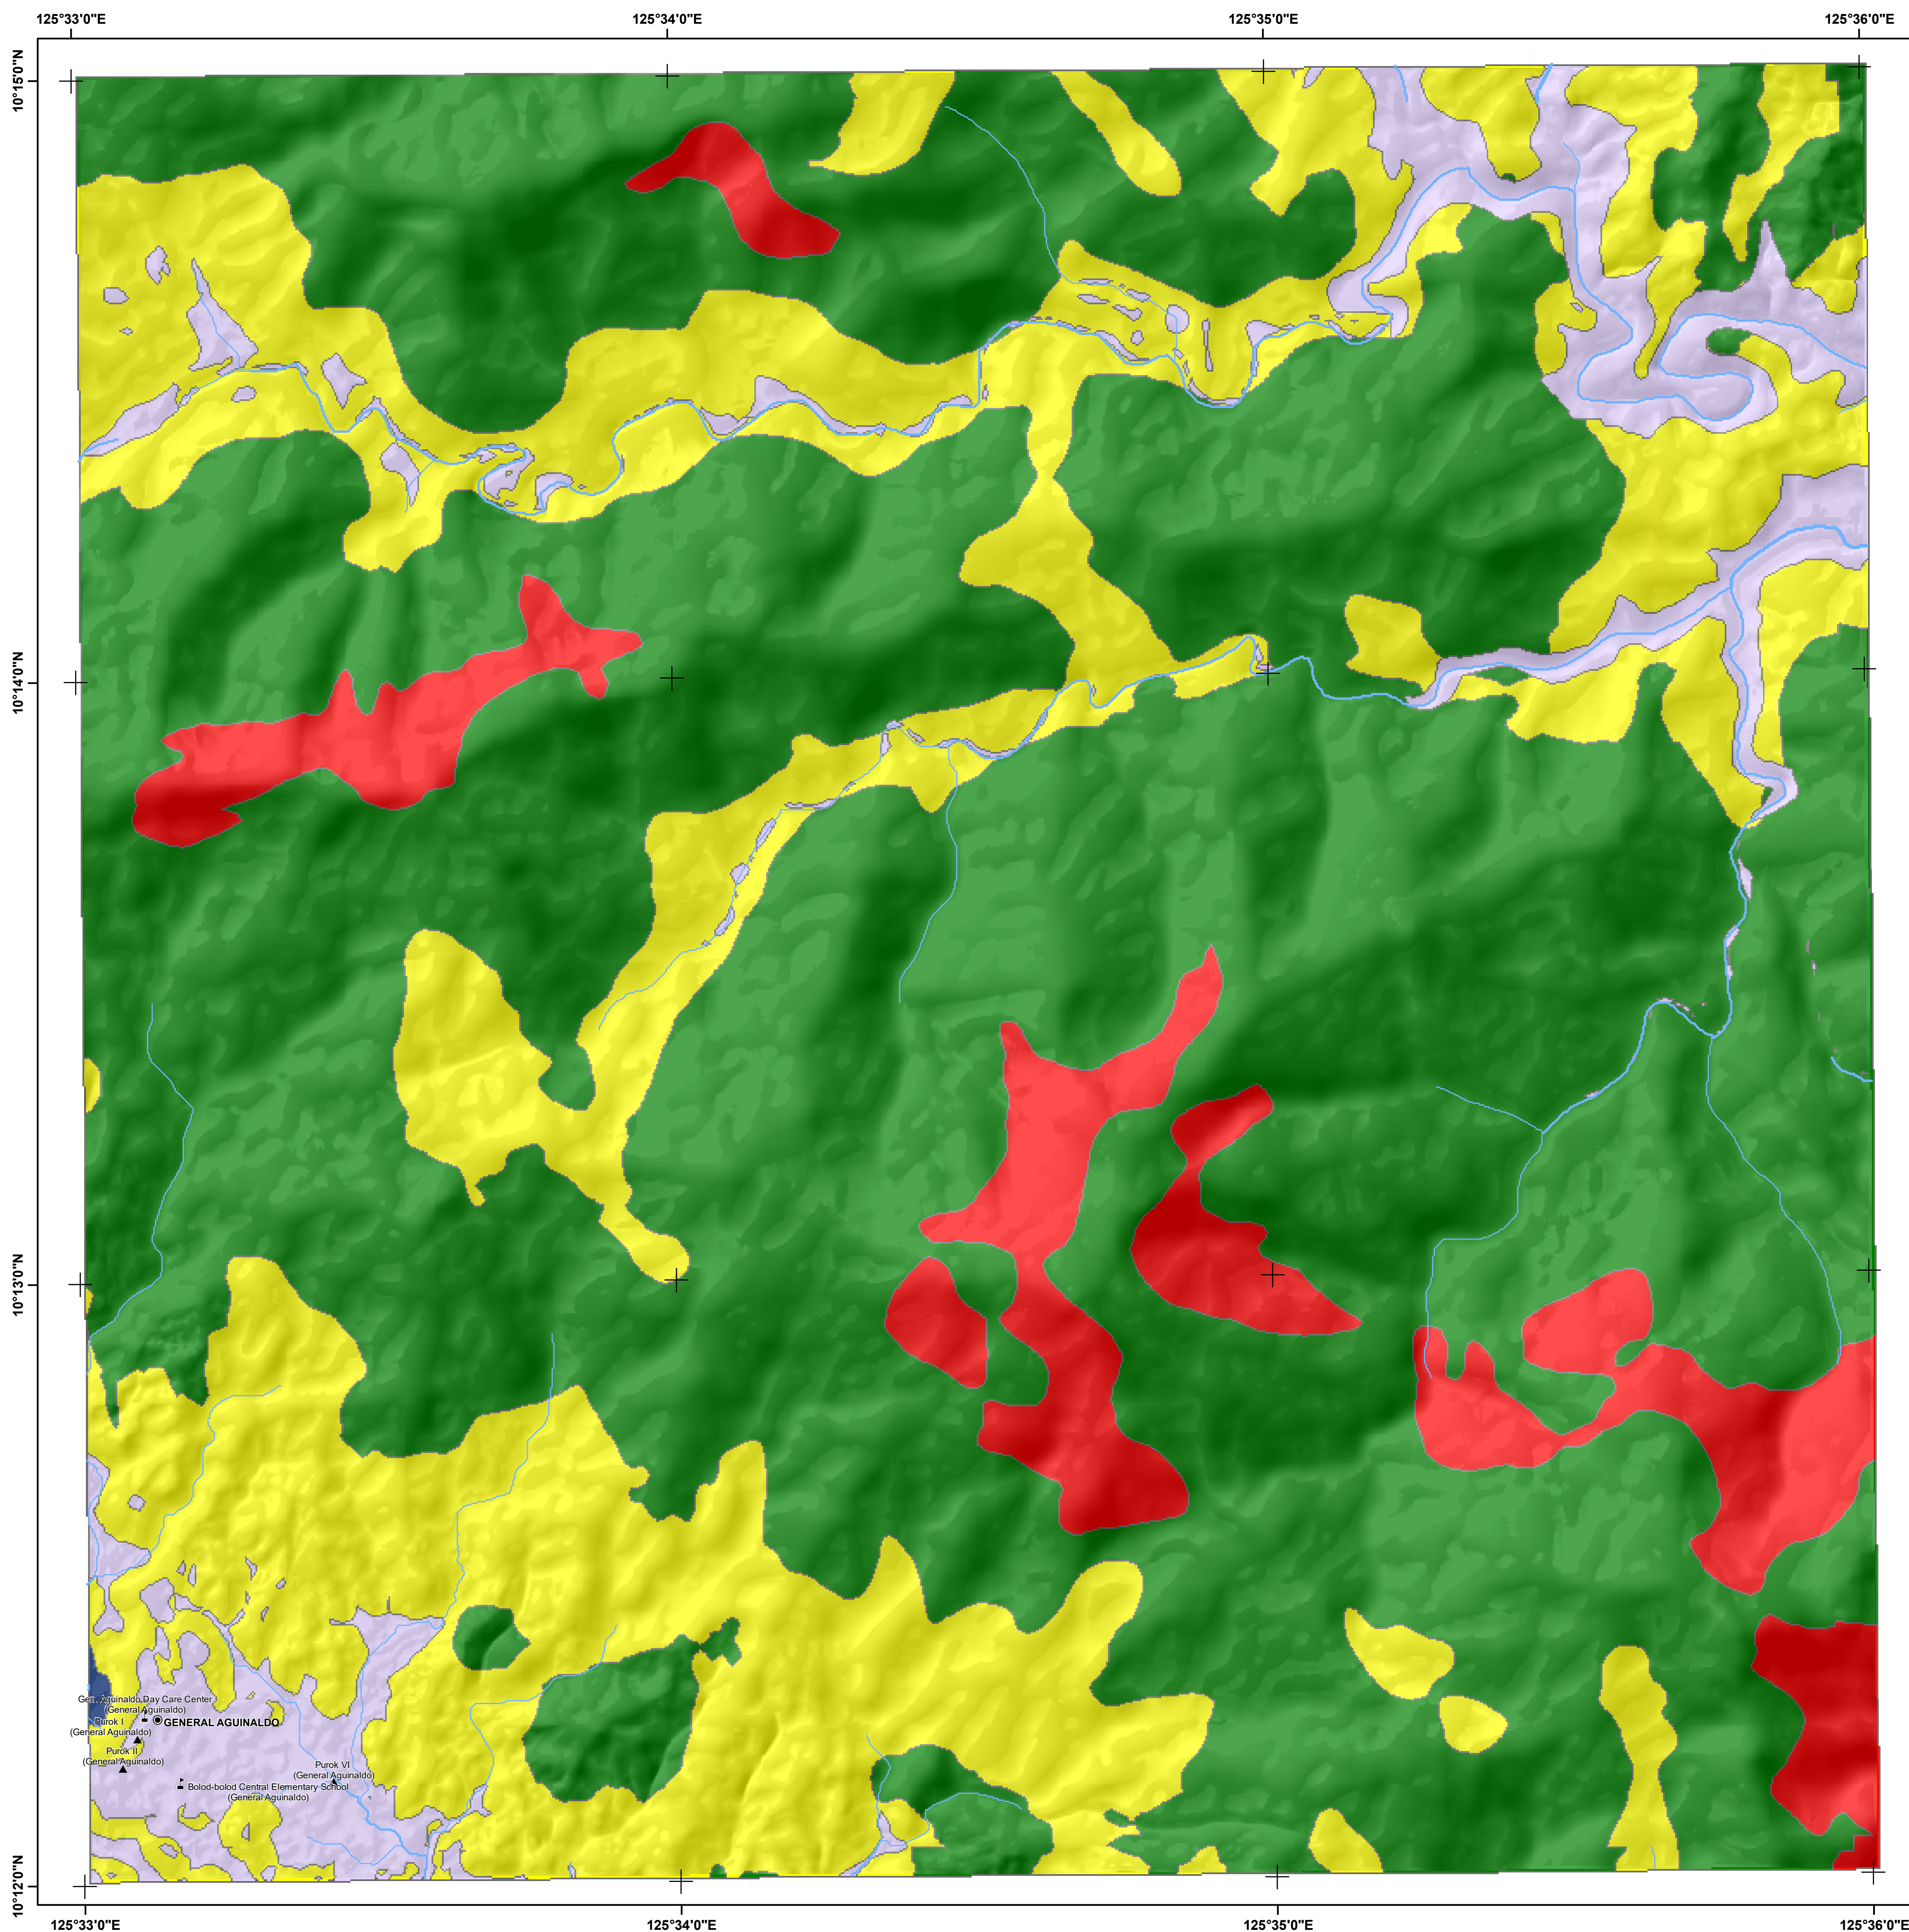 125°33'0"E 125°34'0"E 125°35'0"E 125°36'0"E
10°15'0"N
10°14'0"N
10°13'0"N
10°12'0"N
Gen. Aguinaldo Day Care Center
(General Aguinaldo)
GENERAL AGUINALDO
Purok I
(General Aguinaldo)
Purok II
(General Aguinaldo)
Purok VI
(General Aguinaldo)
Bolod-bolod Central Elementary School
(General Aguinaldo)
125°33'0"E 125°34'0"E 125°35'0"E 125°36'0"E